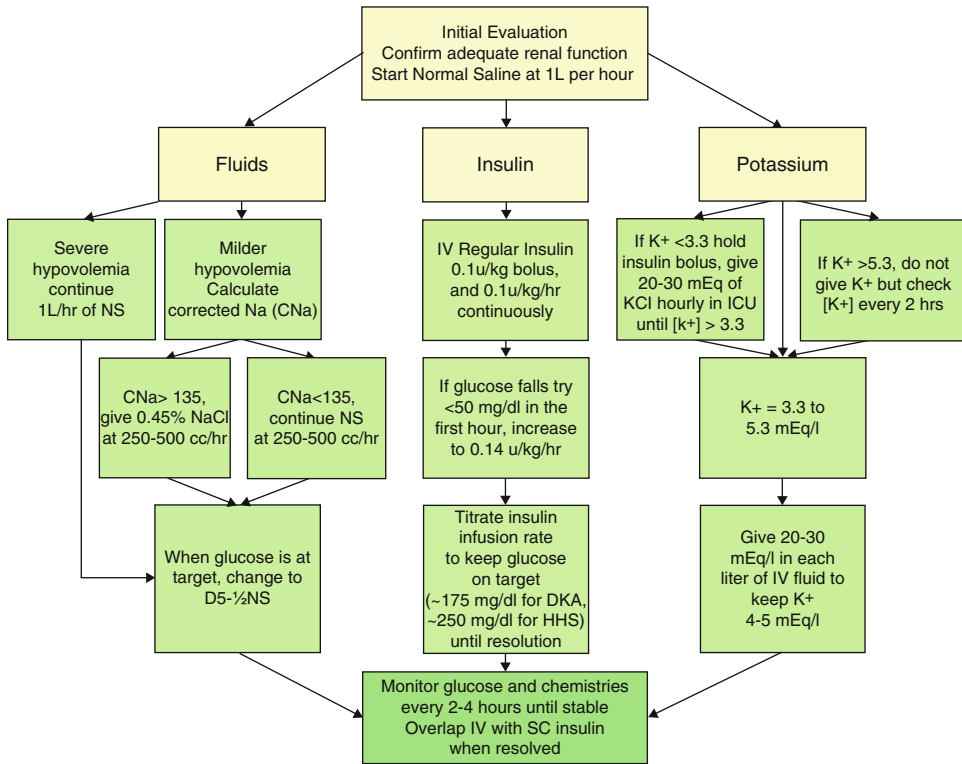 Initial Evaluation
Confirm adequate renal function
Start Normal Saline at 1L per hour
Fluids
Insulin
Potassium
Severe
hypovolemia
continue
1L/hr of NS
Milder
hypovolemia
Calculate
corrected Na (CNa)
IV Regular Insulin
0.1u/kg bolus,
and 0.1u/kg/hr
continuously
If K+ <3.3 hold
insulin bolus, give
20-30 mEq of
KCl hourly in ICU
until [k+] > 3.3
If K+ >5.3, do not
give K+ but check
[K+] every 2 hrs
CNa> 135,
give 0.45% NaCl
at 250-500 cc/hr
CNa<135,
continue NS
at 250-500 cc/hr
If glucose falls try
<50 mg/dl in the
first hour, increase
to 0.14 u/kg/hr
K+ = 3.3 to
5.3 mEq/l
When glucose is at
target, change to
D5-½NS
Titrate insulin
infusion rate
to keep glucose
on target
(~175 mg/dl for DKA,
~250 mg/dl for HHS)
until resolution
Give 20-30
mEq/l in each
liter of IV fluid to
keep K+
4-5 mEq/l
Monitor glucose and chemistries
every 2-4 hours until stable
Overlap IV with SC insulin
when resolved